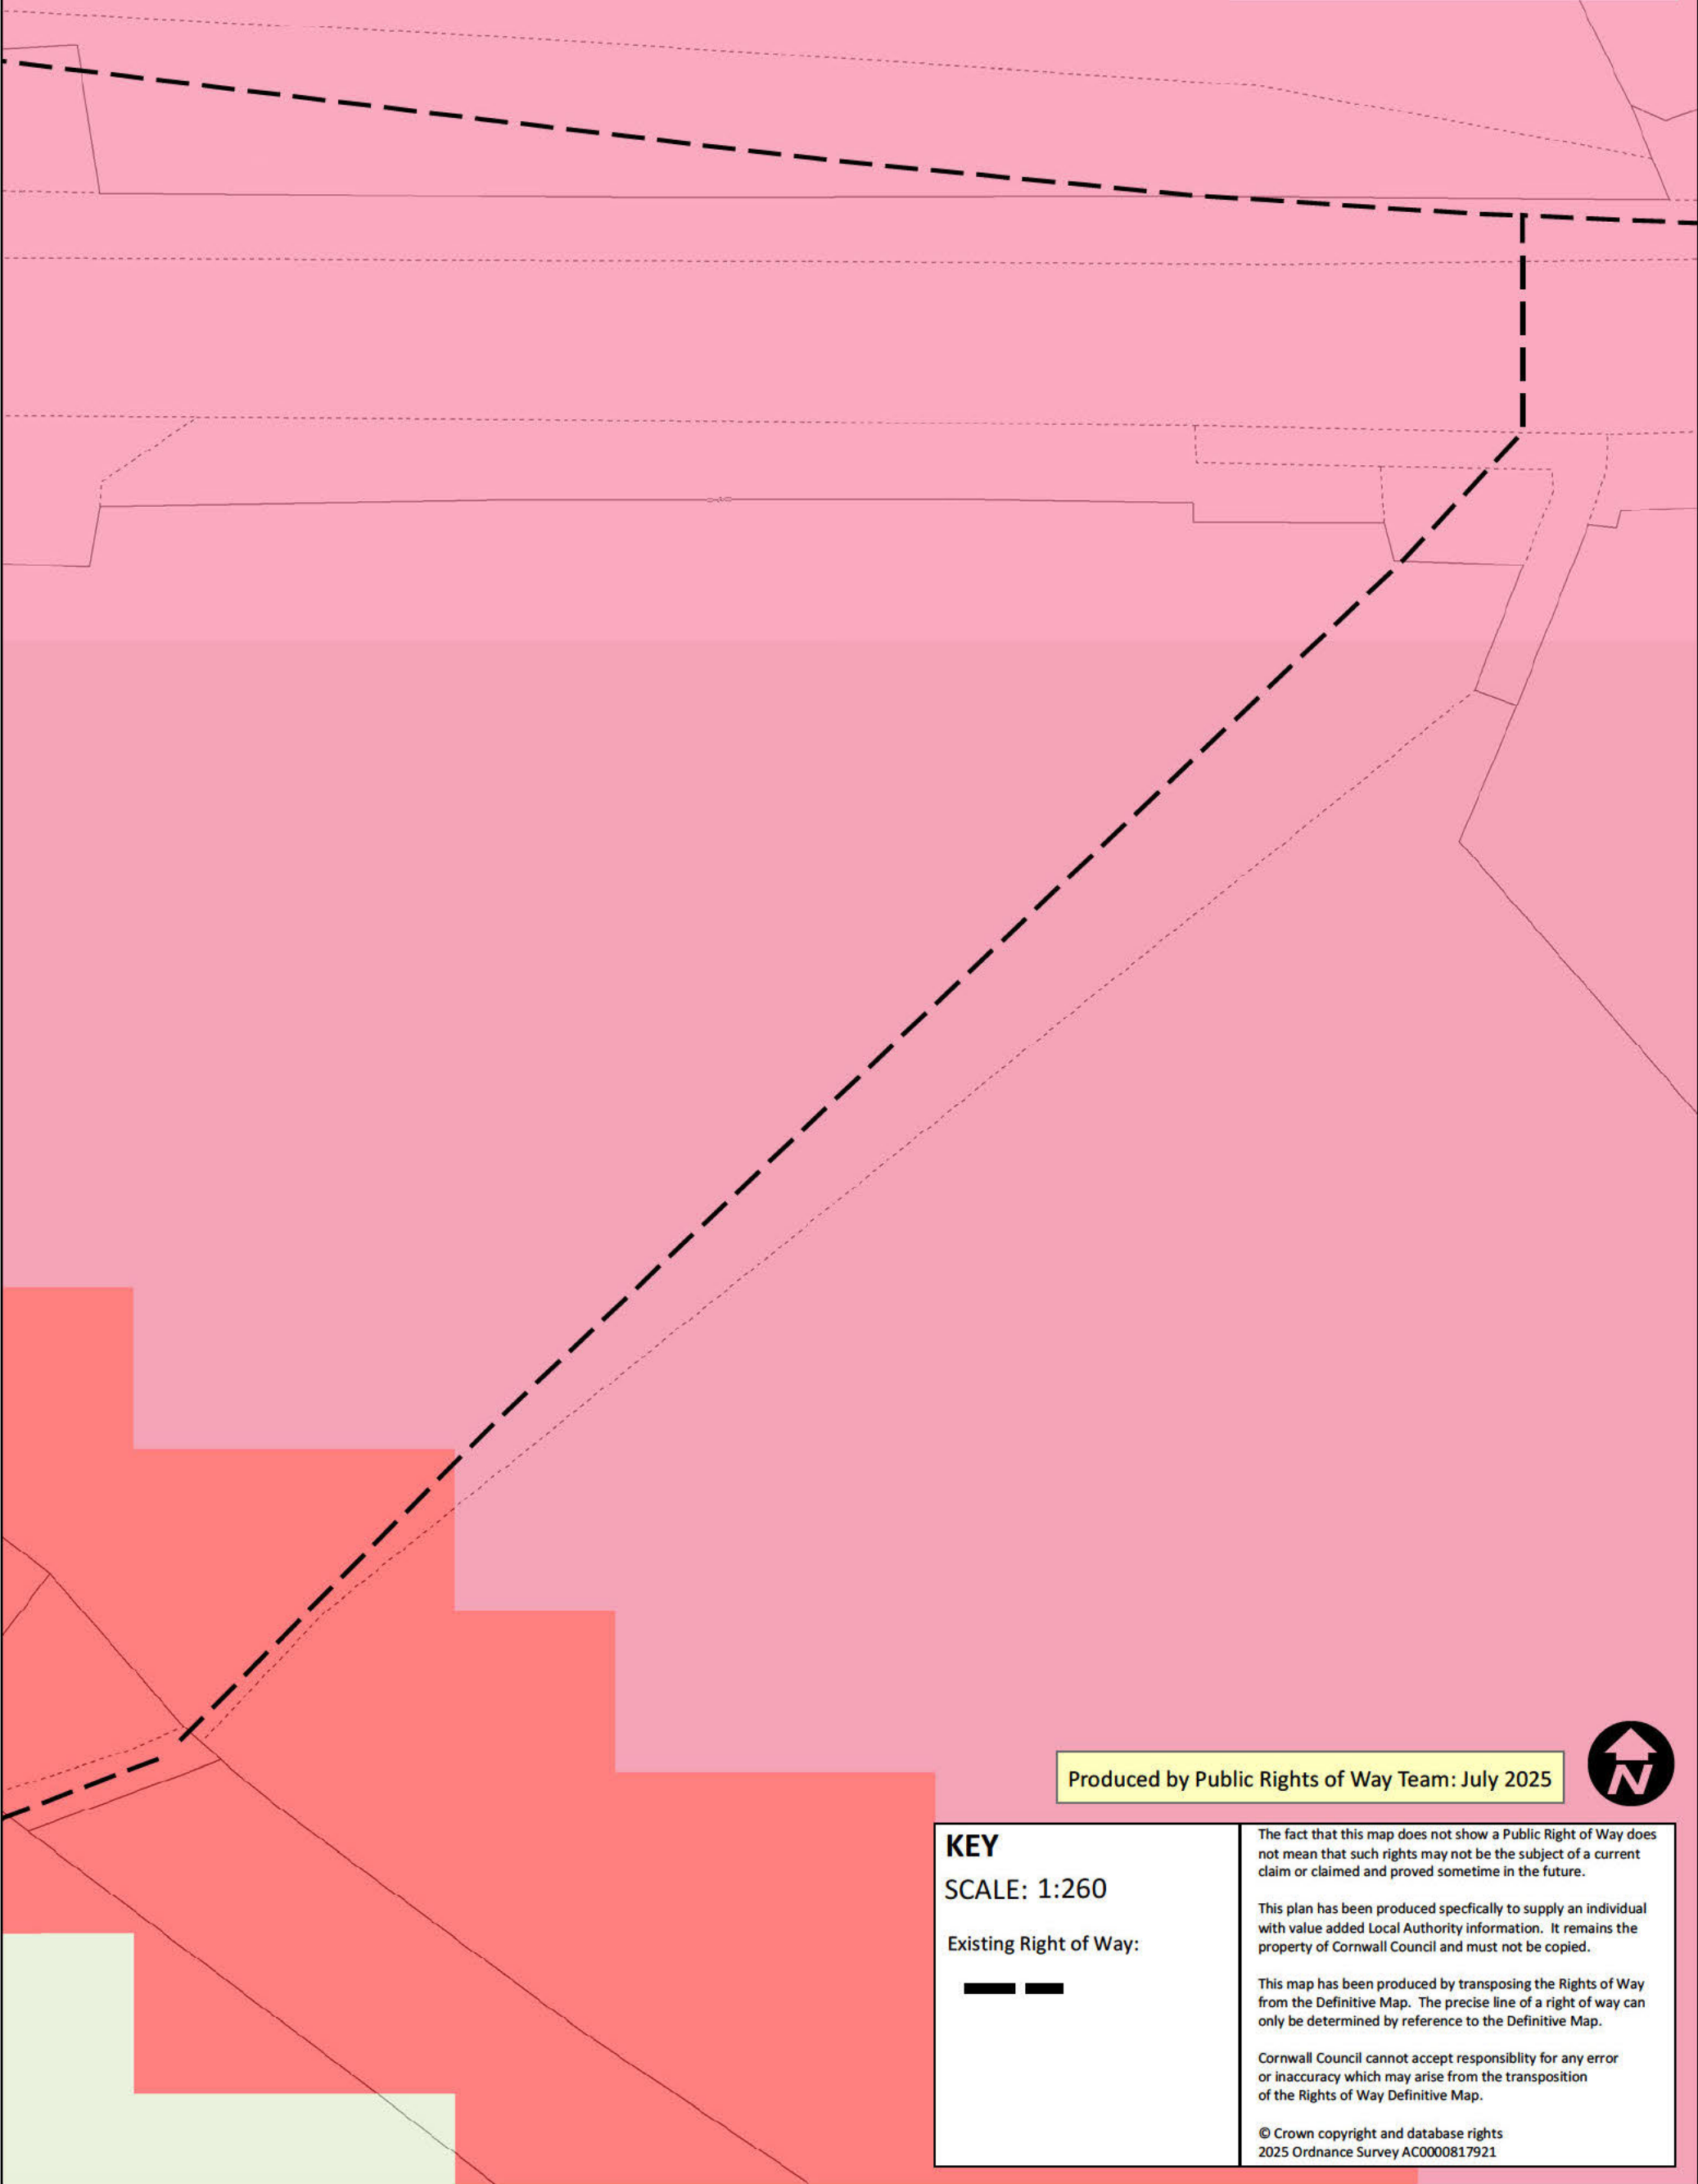 Produced by Public Rights of Way Team: July 2025
N
KEY
SCALE: 1:260
Existing Right of Way:
The fact that this map does not show a Public Right of Way does
not mean that such rights may not be the subject of a current
claim or claimed and proved sometime in the future.
This plan has been produced specfically to supply an individual
with value added Local Authority information. It remains the
property of Cornwall Council and must not be copied.
This map has been produced by transposing the Rights of Way
from the Definitive Map. The precise line of a right of way can
only be determined by reference to the Definitive Map.
Cornwall Council cannot accept responsiblity for any error
or inaccuracy which may arise from the transposition
of the Rights of Way Definitive Map.
© Crown copyright and database rights
2025 Ordnance Survey AC0000817921